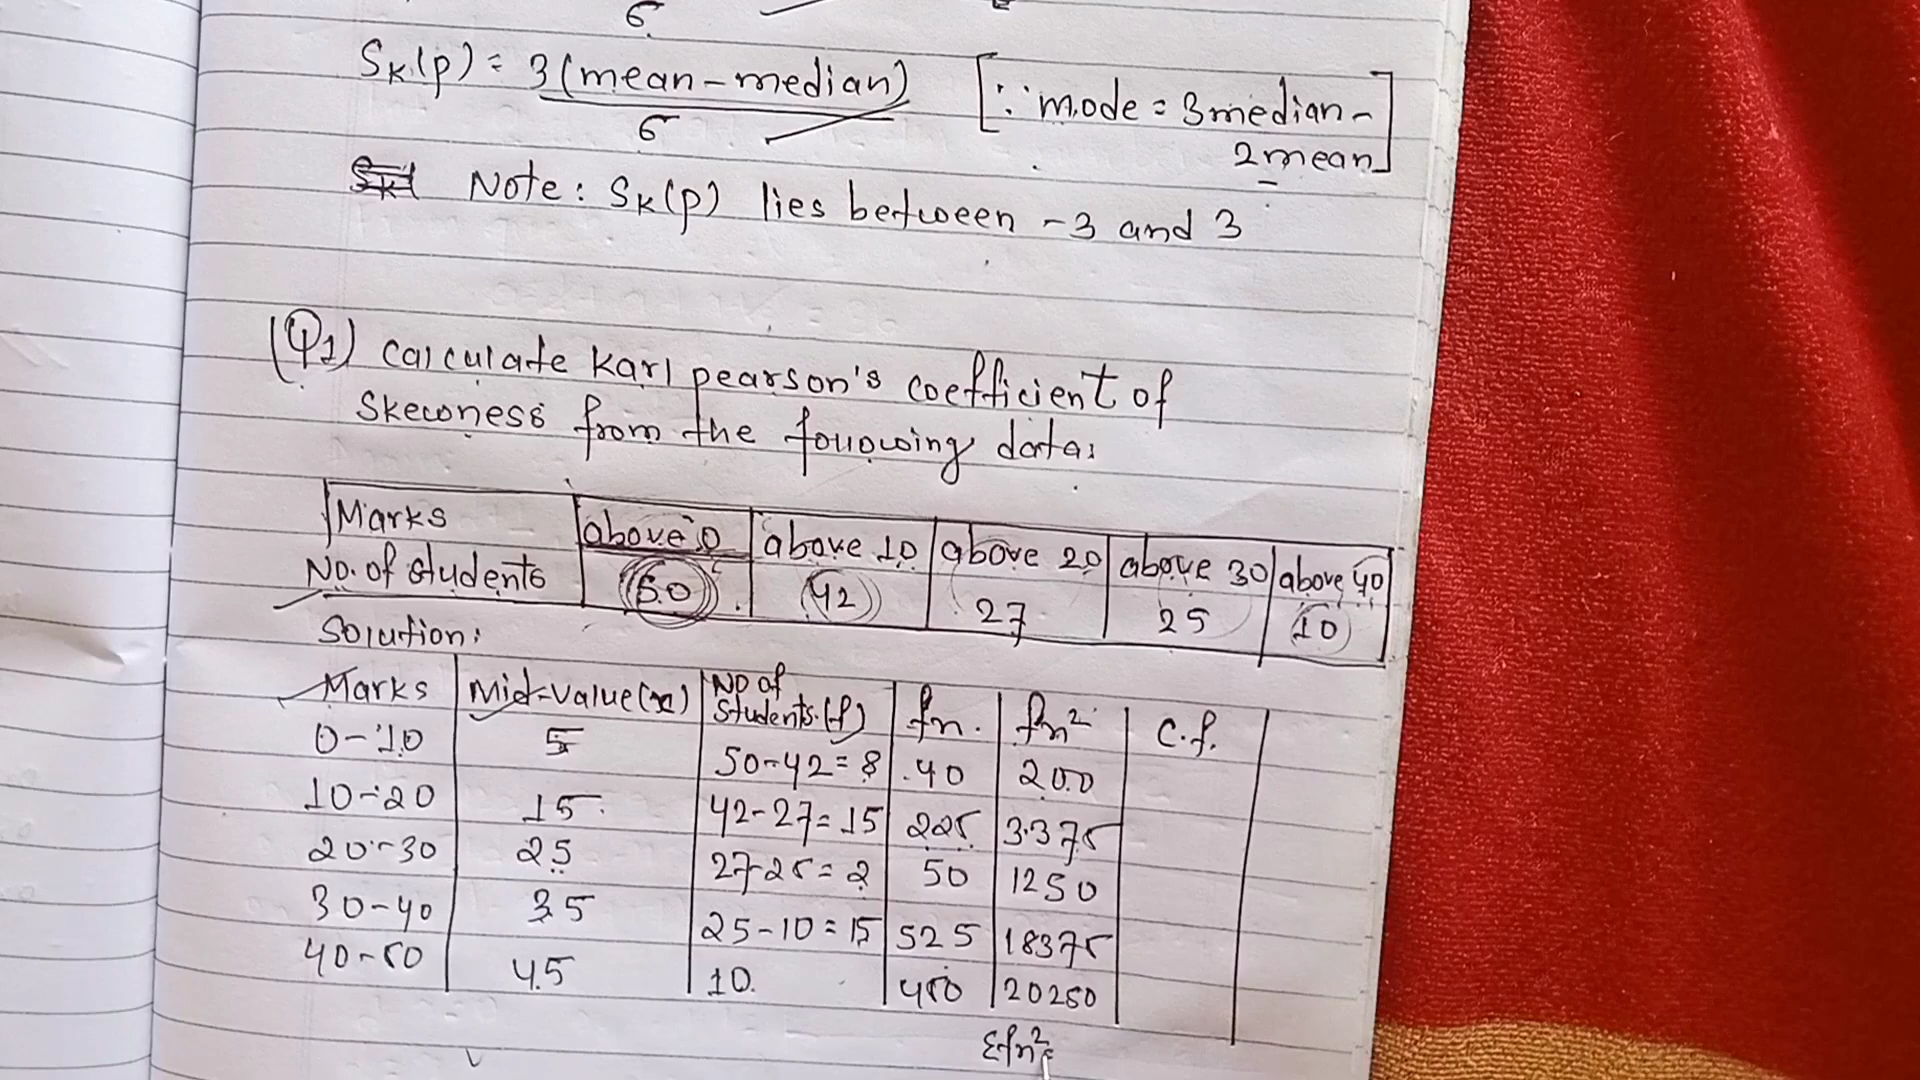 σ
Sk(p) = 3(mean-median)
σ
[∵ mode = 3median-
2mean]
Note: Sk(p) lies between -3 and 3
(Q1) calculate Karl pearson's coefficient of
Skewness from the following data:
Marks above 0 above 10 above 20 above 30 above 40
No. of students 50 42 27 25 10
Solution:
Marks Mid-value(x) No of Students (f) fn. fn² c.f.
0-10 5 50-42=8 40 200
10-20 15 42-27=15 225 3375
20-30 25 27-25=2 50 1250
30-40 35 25-10=15 525 18375
40-50 45 10 450 20250
Σfn²=